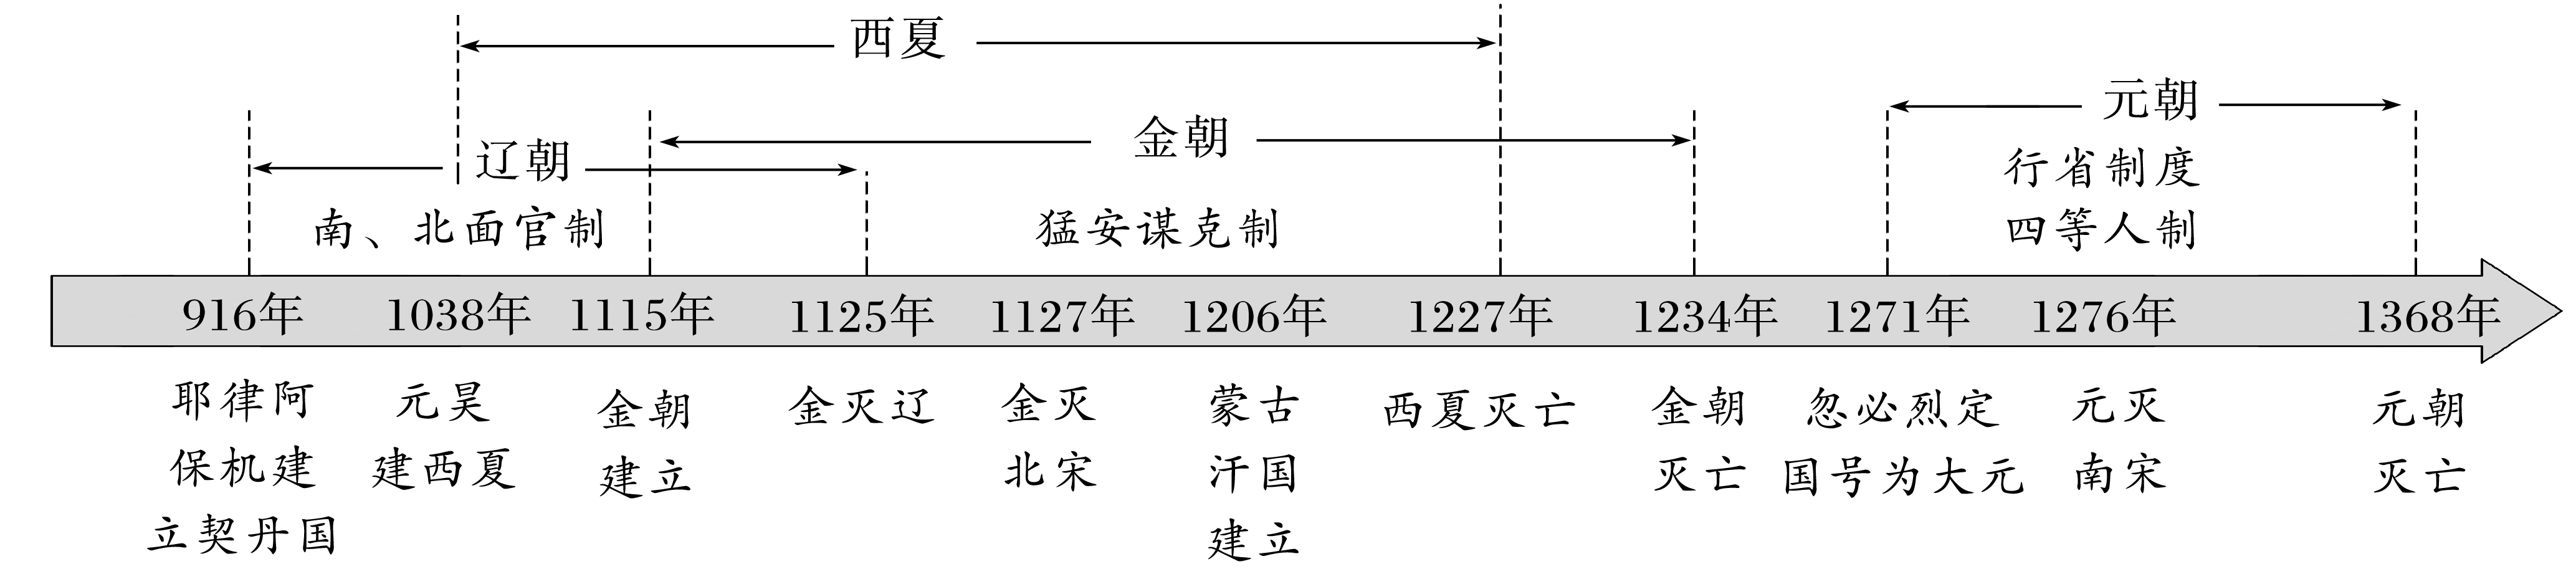 西夏
元朝
金朝
辽朝
行省制度
南、北面官制
猛安谋克制
四等人制
916年
1038年
1115年
1125年
1127年
1206年
1227年
1234年
1271年
1276年
1368年
耶律阿
保机建
立契丹国
元昊
建西夏
金朝
建立
金灭辽
金灭
北宋
蒙古
汗国
建立
西夏灭亡
金朝
灭亡
忽必烈定
国号为大元
元灭
南宋
元朝
灭亡